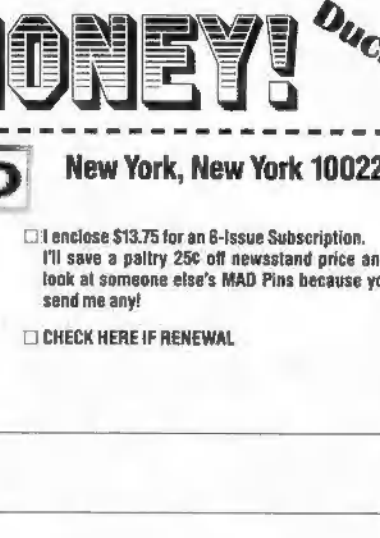 ONEY!
Duc
New York, New York 10022
I enclose $13.75 for an 6-Issue Subscription.
I'll save a paltry 25¢ off newsstand price an
look at someone else's MAD Pins because yo
send me any!
CHECK HERE IF RENEWAL